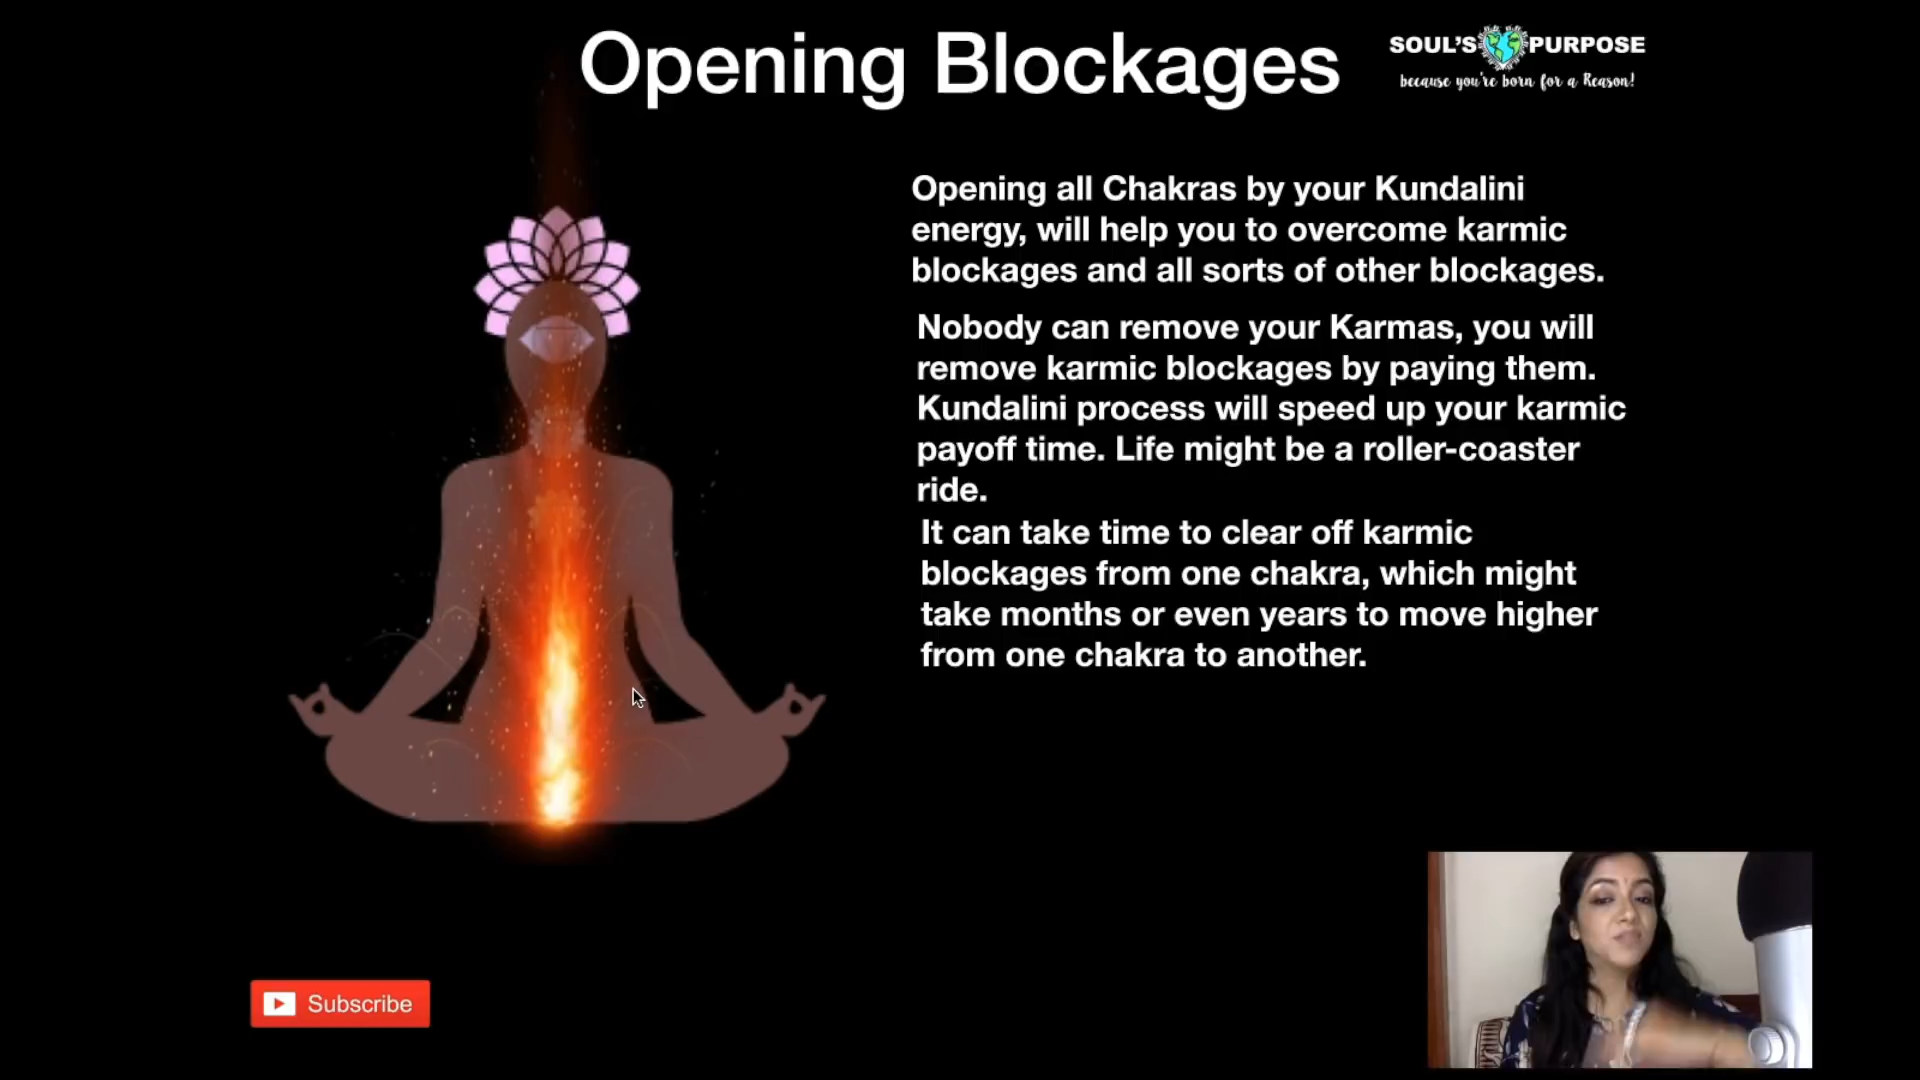 Opening Blockages
SOUL'S PURPOSE
because you're born for a Reason!
Opening all Chakras by your Kundalini
energy, will help you to overcome karmic
blockages and all sorts of other blockages.
Nobody can remove your Karmas, you will
remove karmic blockages by paying them.
Kundalini process will speed up your karmic
payoff time. Life might be a roller-coaster
ride.
It can take time to clear off karmic
blockages from one chakra, which might
take months or even years to move higher
from one chakra to another.
Subscribe